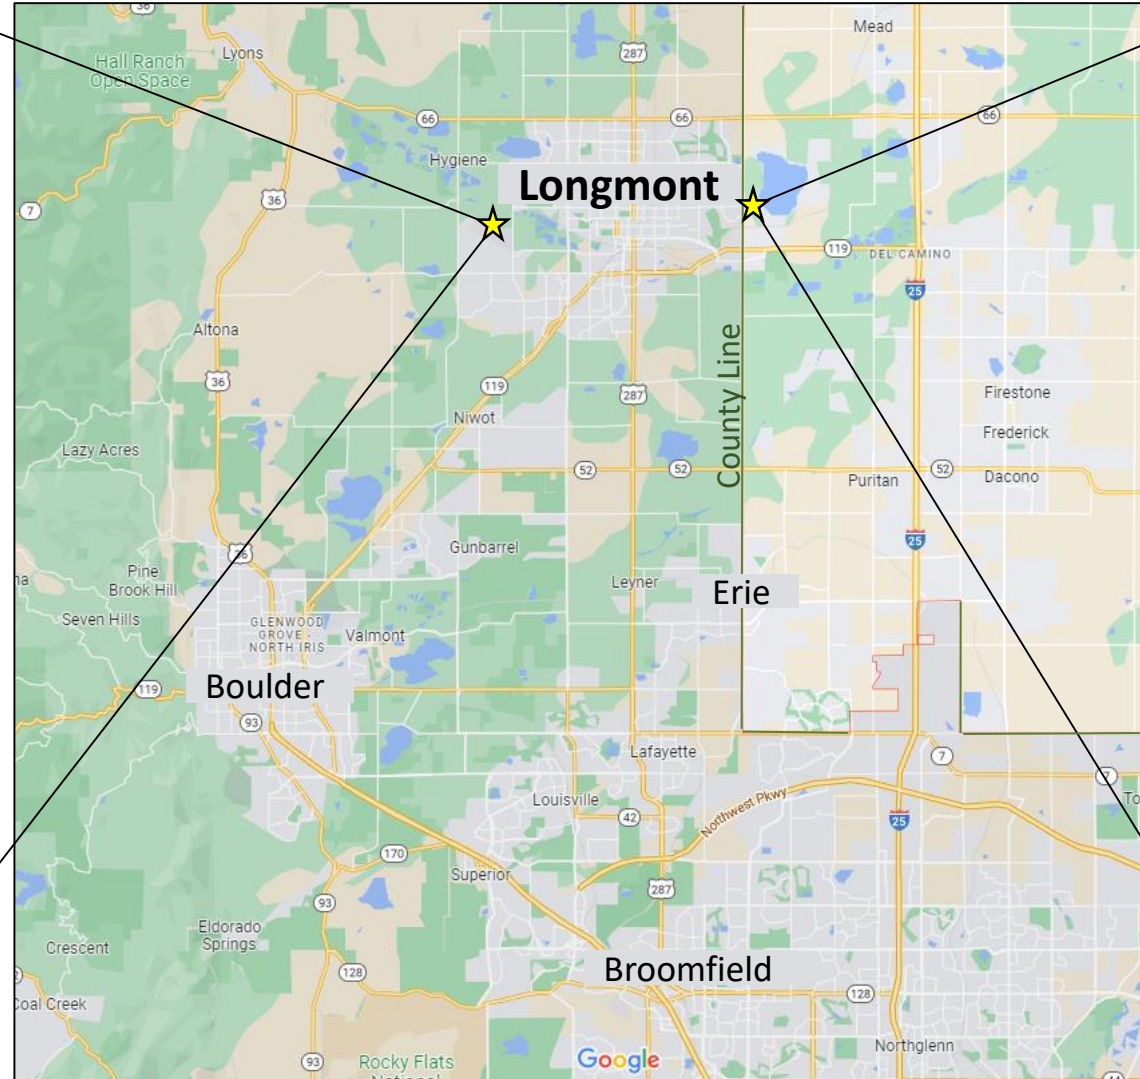 36
Mead
Lyons
287
Hall Ranch
Open Space
66
66
66
Hygiene
Longmont
7
36
119
DEL CAMINO
25
Altona
County Line
36
119
287
Firestone
Niwot
Frederick
Lazy Acres
52
52
52
Puritan
Dacono
25
36
Gunbarrel
Pine
Brook Hill
Leyner
Erie
Seven Hills
GLENWOOD
GROVE -
NORTH IRIS
Valmont
Boulder
119
93
Lafayette
7
7
To
Louisville
Northwest Pkwy
42
25
170
Superior
287
93
Eldorado
Springs
Crescent
Broomfield
128
128
Coal Creek
Northglenn
93
Rocky Flats
Google
44